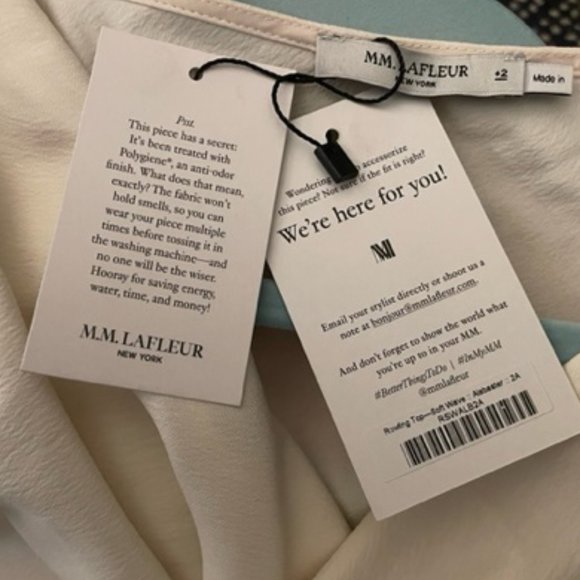 Psst.
This piece has a secret:
It's been treated with
Polygiene®, an anti-odor
finish. What does that mean,
exactly? The fabric won't
hold smells, so you can
wear your piece multiple
times before tossing it in
the washing machine—and
no one will be the wiser.
Hooray for saving energy,
water, time, and money!
M.M.LAFLEUR
NEW YORK
M.M.LAFLEUR
NEW YORK
+2
Made in
Wondering to accessorize
this piece? Not sure if the fit is right?
We're here for you!
MM
Email your stylist directly or shoot us a
note at bonjour@mmlafleur.com.
And don't forget to show the world what
you're up to in your MM.
#BetterThingsToDo | #InMyMM
@mmlafleur
Rowling Top—Soft Wave :: Alabaster :: 2A
RSWALB2A